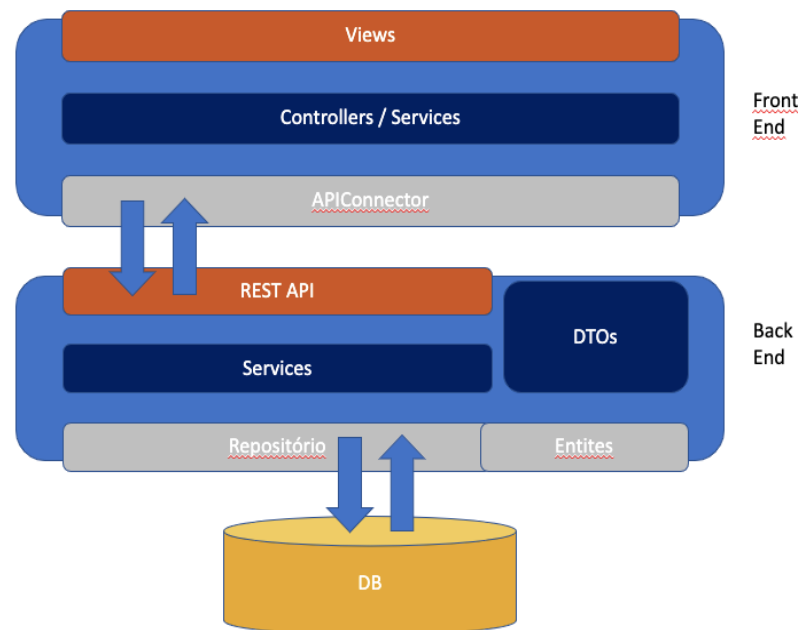 Views
Controllers / Services
Front
End
APIConnector
REST API
DTOs
Back
End
Services
Repositório
Entites
DB